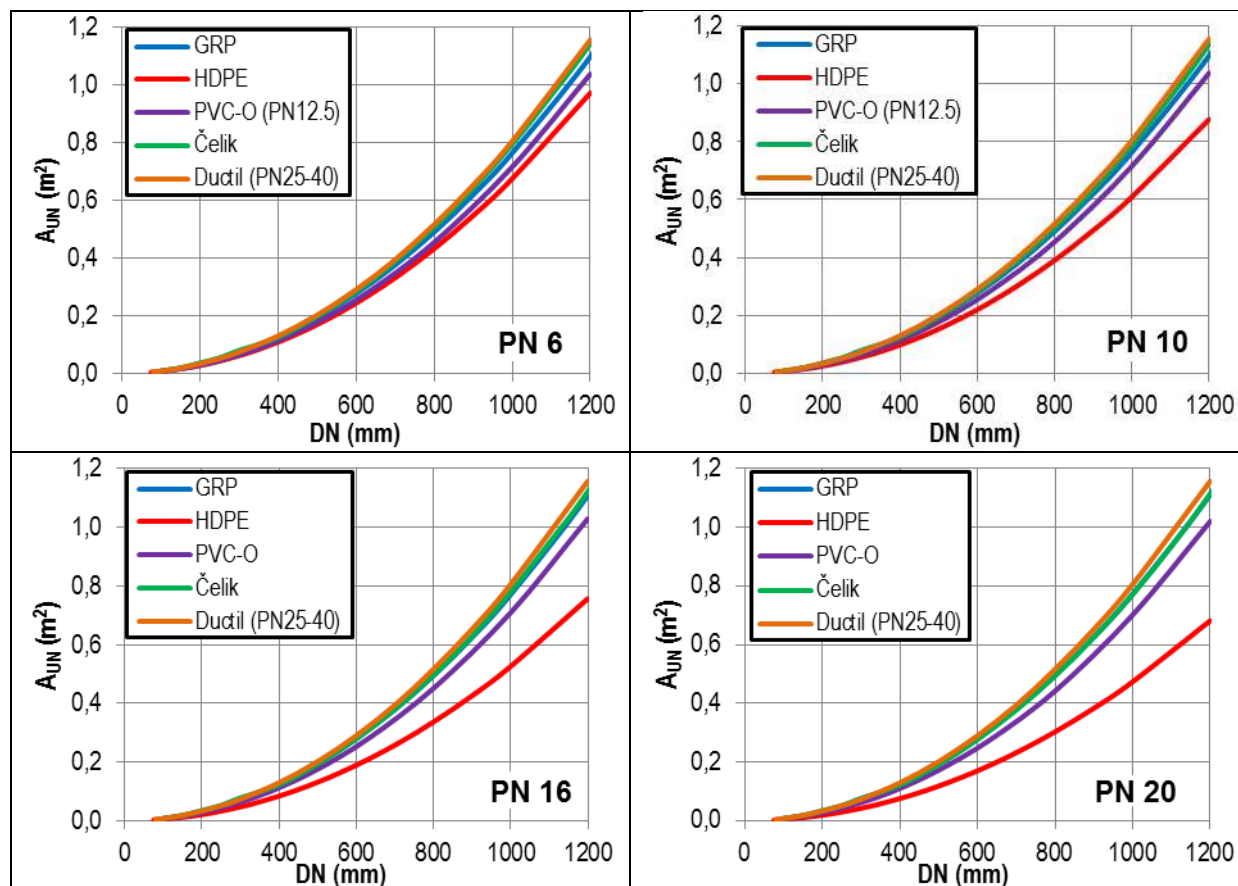 1,2
1,0
0,8
0,6
0,4
0,2
0,0
A_UN (m²)
GRP
HDPE
PVC-O (PN12.5)
Čelik
Ductil (PN25-40)
PN 6
0 200 400 600 800 1000 1200
DN (mm)
1,2
1,0
0,8
0,6
0,4
0,2
0,0
A_UN (m²)
GRP
HDPE
PVC-O (PN12.5)
Čelik
Ductil (PN25-40)
PN 10
0 200 400 600 800 1000 1200
DN (mm)
1,2
1,0
0,8
0,6
0,4
0,2
0,0
A_UN (m²)
GRP
HDPE
PVC-O
Čelik
Ductil (PN25-40)
PN 16
0 200 400 600 800 1000 1200
DN (mm)
1,2
1,0
0,8
0,6
0,4
0,2
0,0
A_UN (m²)
GRP
HDPE
PVC-O
Čelik
Ductil (PN25-40)
PN 20
0 200 400 600 800 1000 1200
DN (mm)